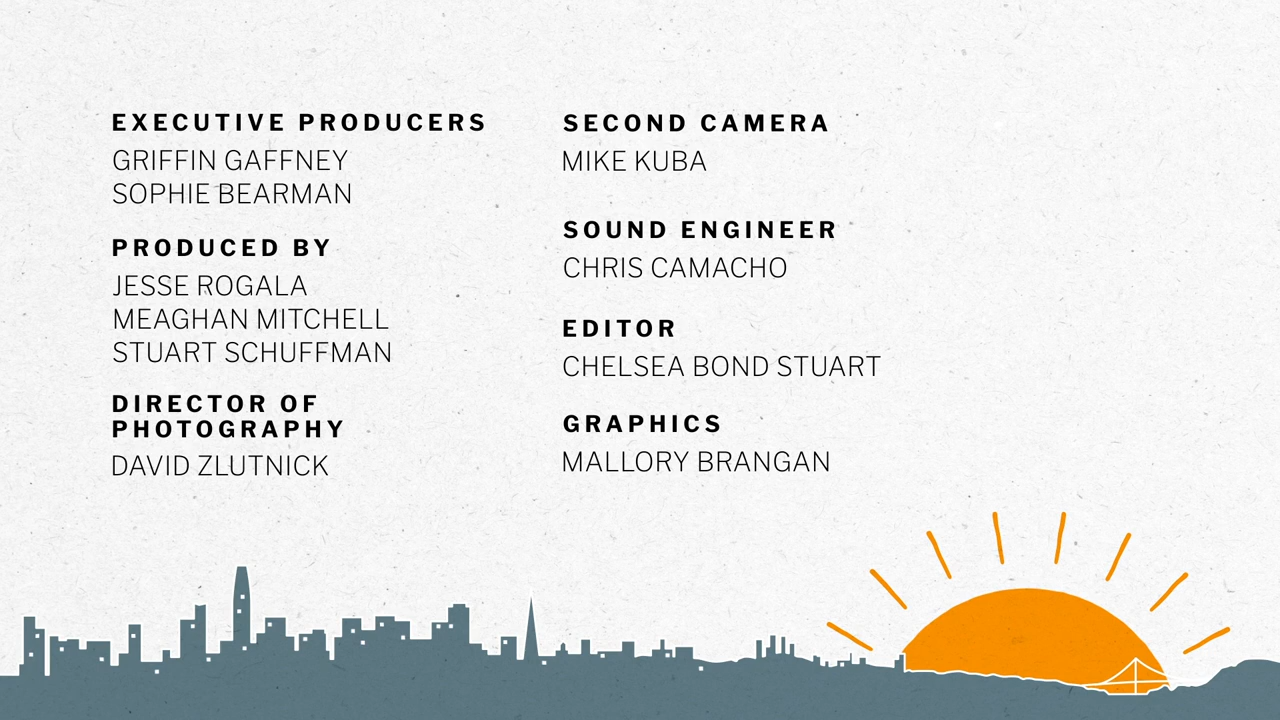 EXECUTIVE PRODUCERS
GRIFFIN GAFFNEY
SOPHIE BEARMAN
PRODUCED BY
JESSE ROGALA
MEAGHAN MITCHELL
STUART SCHUFFMAN
DIRECTOR OF
PHOTOGRAPHY
DAVID ZLUTNICK
SECOND CAMERA
MIKE KUBA
SOUND ENGINEER
CHRIS CAMACHO
EDITOR
CHELSEA BOND STUART
GRAPHICS
MALLORY BRANGAN